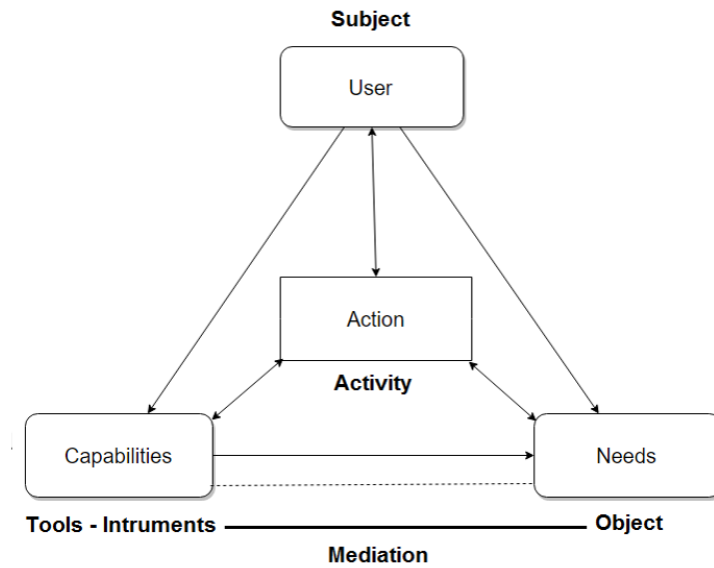 Subject
User
Action
Activity
Capabilities
Needs
Tools - Intruments
Object
Mediation